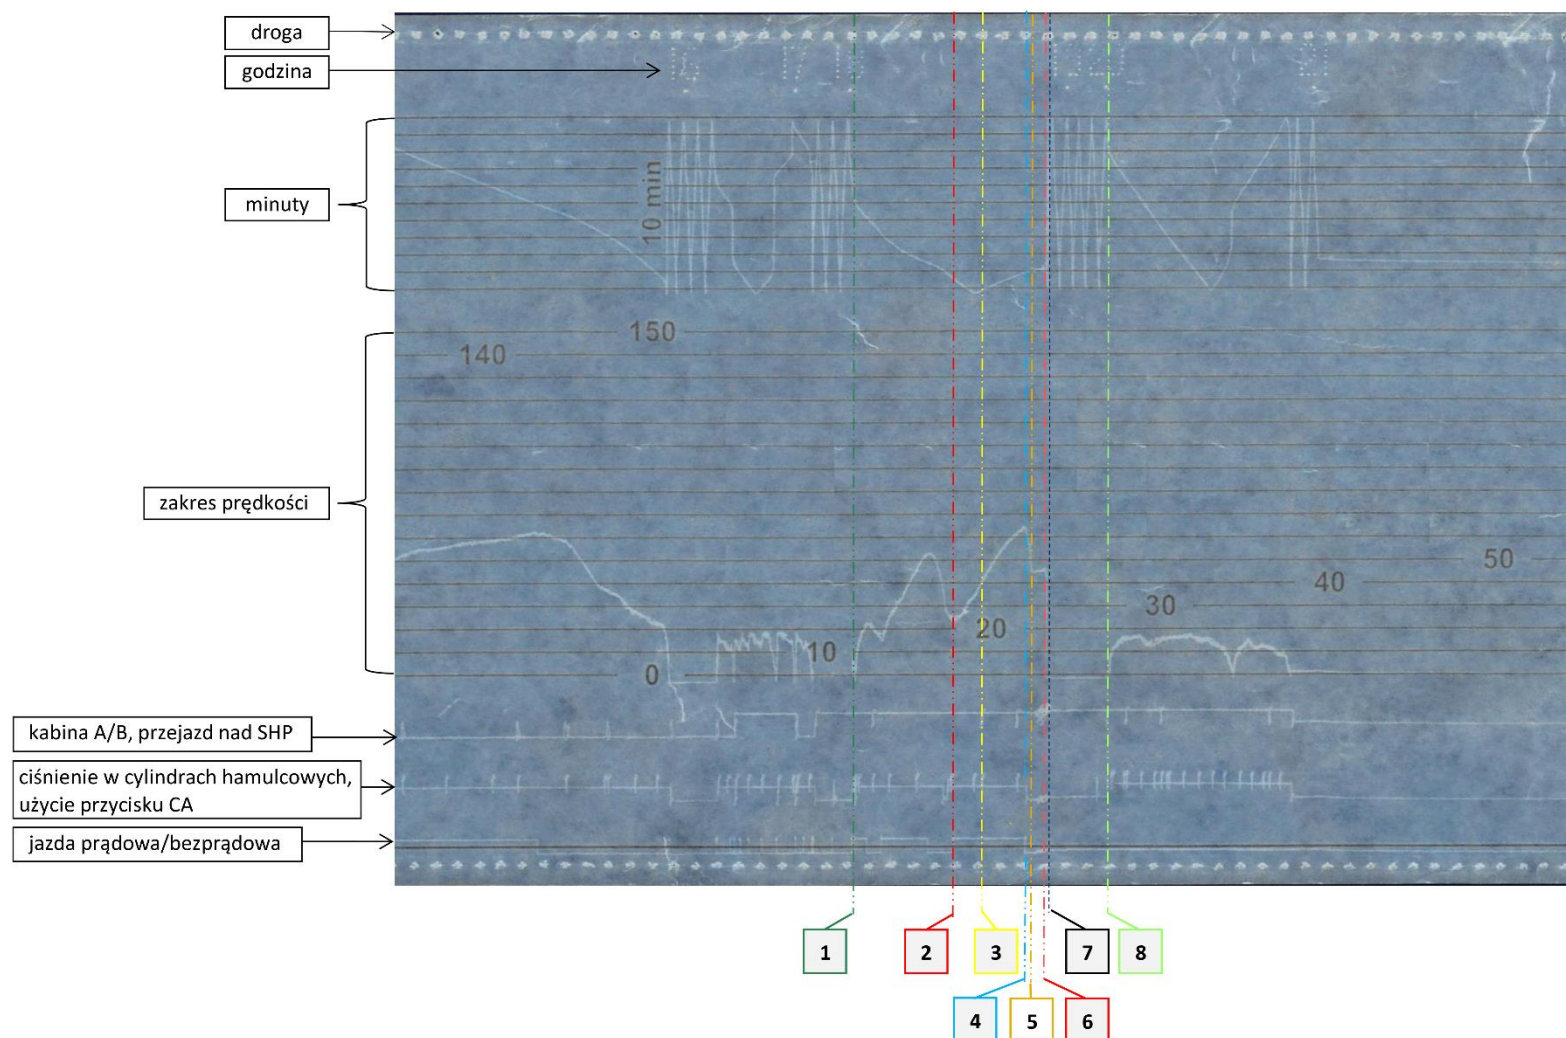 droga
godzina
minuty
10 min
150
140
zakres prędkości
50
40
30
20
10
0
kabina A/B, przejazd nad SHP
ciśnienie w cylindrach hamulcowych,
użycie przycisku CA
jazda prądowa/bezprądowa
1
2
3
7
8
4
5
6